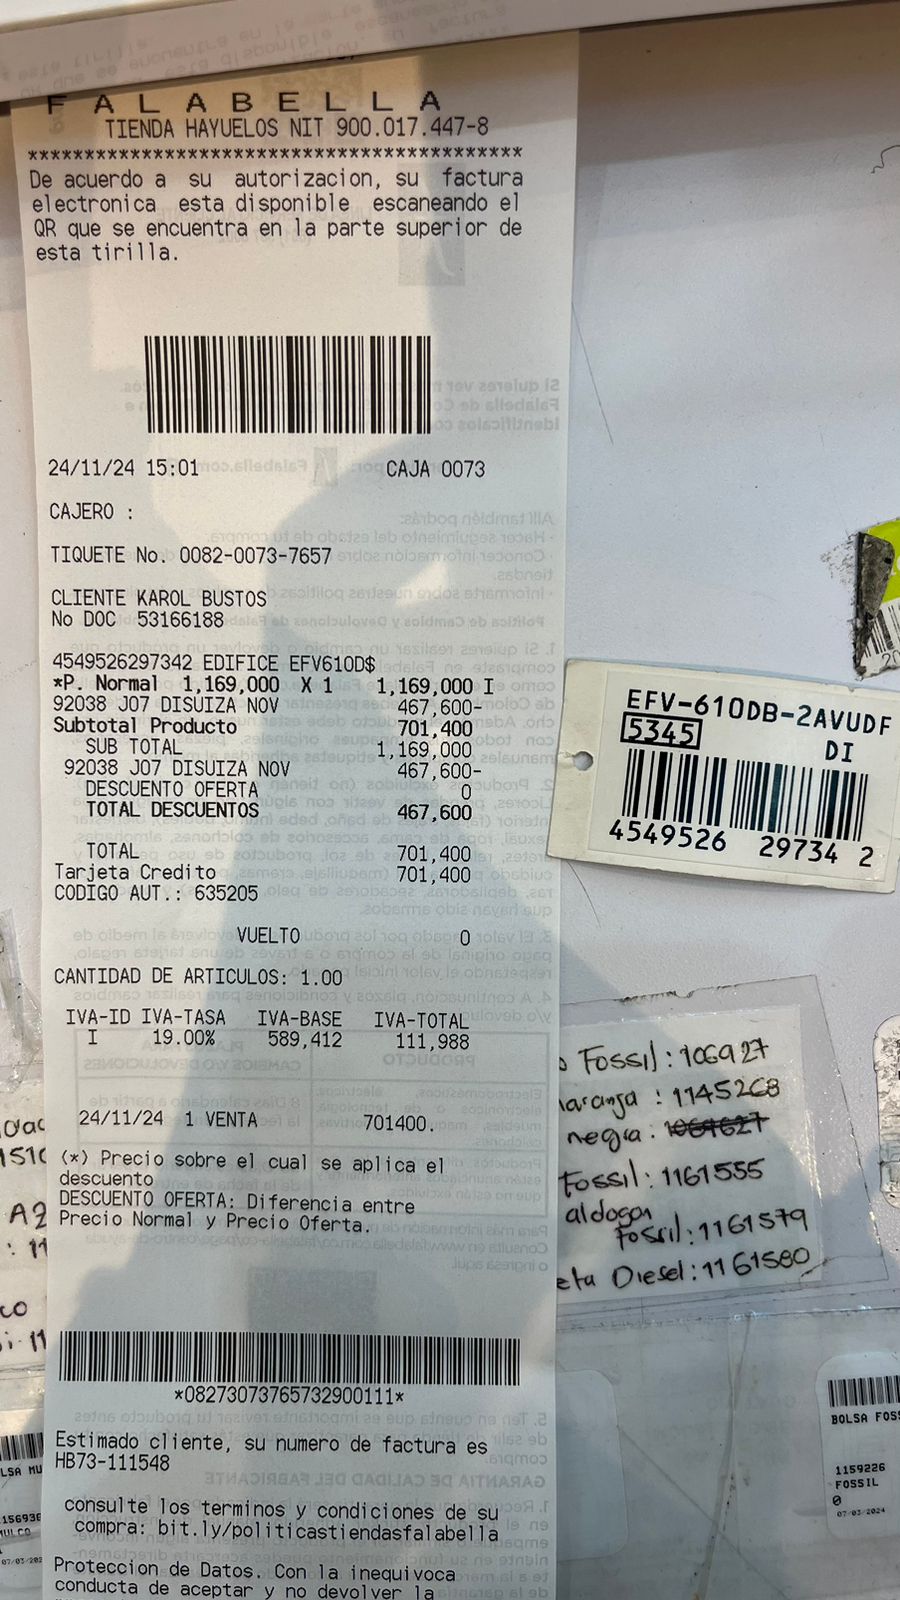 FALABELLA
TIENDA HAYUELOS NIT 900.017.447-8
******************************************
De acuerdo a su autorizacion, su factura
electronica esta disponible escaneando el
QR que se encuentra en la parte superior de
esta tirilla.
24/11/24 15:01 CAJA 0073
CAJERO :
TIQUETE No. 0082-0073-7657
CLIENTE KAROL BUSTOS
No DOC 53166188
4549526297342 EDIFICE EFV610D$
*P. Normal 1,169,000 X 1 1,169,000 I
92038 J07 DISUIZA NOV 467,600-
Subtotal Producto 701,400
SUB TOTAL 1,169,000
92038 J07 DISUIZA NOV 467,600-
DESCUENTO OFERTA 0
TOTAL DESCUENTOS 467,600
TOTAL 701,400
Tarjeta Credito 701,400
CODIGO AUT.: 635205
VUELTO 0
CANTIDAD DE ARTICULOS: 1.00
IVA-ID IVA-TASA IVA-BASE IVA-TOTAL
I 19.00% 589,412 111,988
24/11/24 1 VENTA 701400.
(*) Precio sobre el cual se aplica el
descuento
DESCUENTO OFERTA: Diferencia entre
Precio Normal y Precio Oferta.
*08273073765732900111*
Estimado cliente, su numero de factura es
HB73-111548
consulte los terminos y condiciones de su
compra: bit.ly/politicastiendasfalabella
Proteccion de Datos. Con la inequivoca
conducta de aceptar y no devolver la
EFV-610DB-2AVUDF
5345 DI
4549526 29734 2
Fossil: 106927
: 1145268
negra: 1069627
Fossil: 1161555
aldogon
Fossil: 1161579
Diesel: 1161580
BOLSA FOS
1159226
FOSSIL
0
07/03/2024